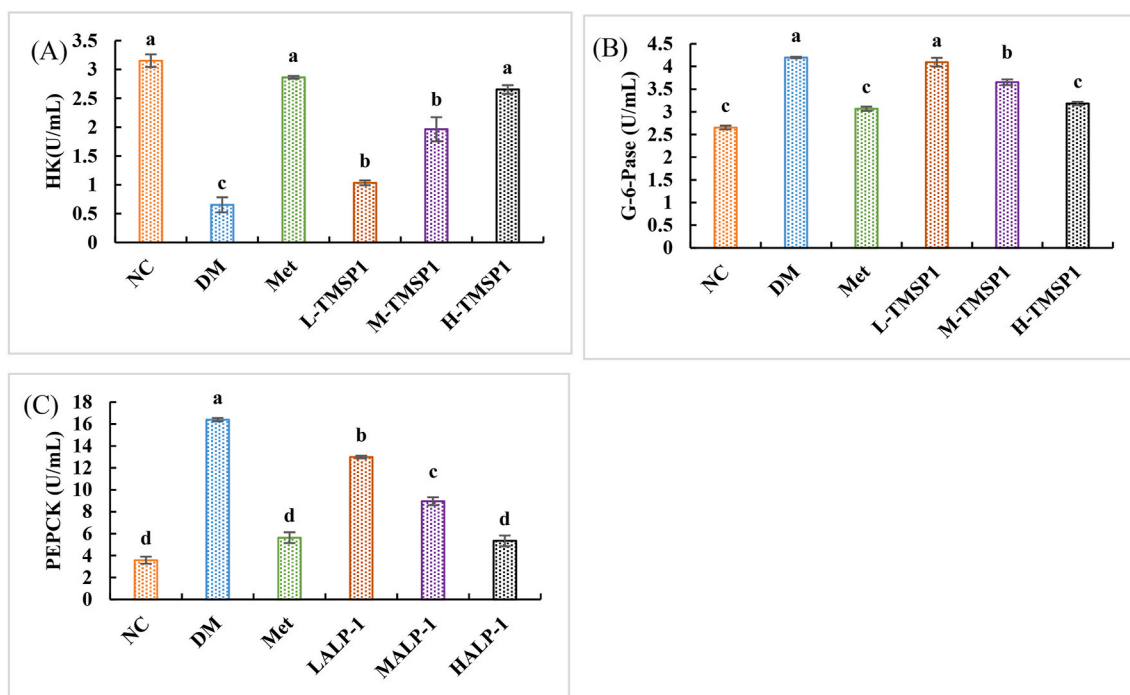 (A)
HK(U/mL)
3.5
3
2.5
2
1.5
1
0.5
0
a
c
a
b
b
a
NC
DM
Met
L-TMSP1
M-TMSP1
H-TMSP1
(B)
G-6-Pase (U/mL)
4.5
4
3.5
3
2.5
2
1.5
1
0.5
0
c
a
c
a
b
c
NC
DM
Met
L-TMSP1
M-TMSP1
H-TMSP1
(C)
PEPCK (U/mL)
18
16
14
12
10
8
6
4
2
0
d
a
d
b
c
d
NC
DM
Met
LALP-1
MALP-1
HALP-1